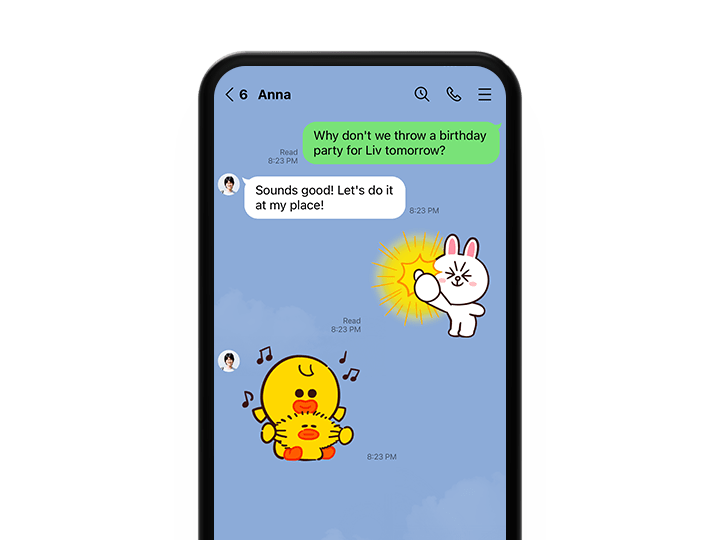 6 Anna
Why don't we throw a birthday
party for Liv tomorrow?
Read
8:23 PM
Sounds good! Let's do it
at my place!
8:23 PM
Read
8:23 PM
8:23 PM